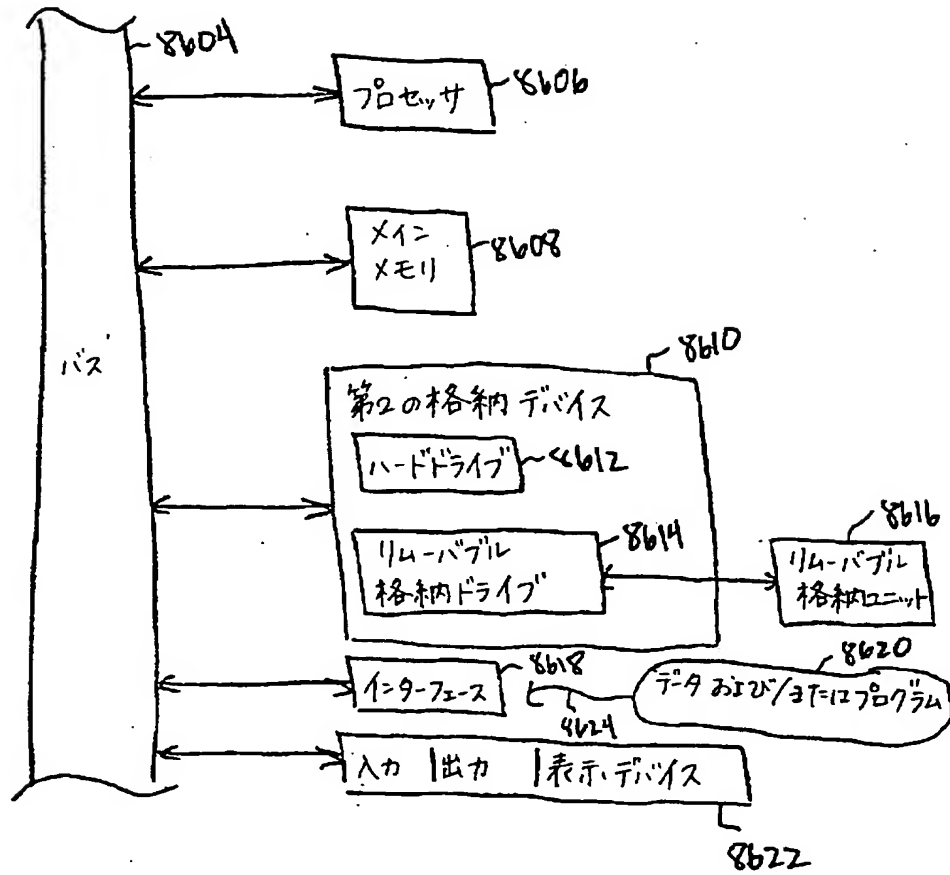 8604
プロセッサ
8606
メイン
メモリ
8608
バス
8610
第2の格納デバイス
ハードドライブ
8612
リムーバブル
格納ドライブ
8614
8616
リムーバブル
格納ユニット
インターフェース
8618
8620
データおよび/またはプログラム
8624
入力 |出力 |表示デバイス
8622